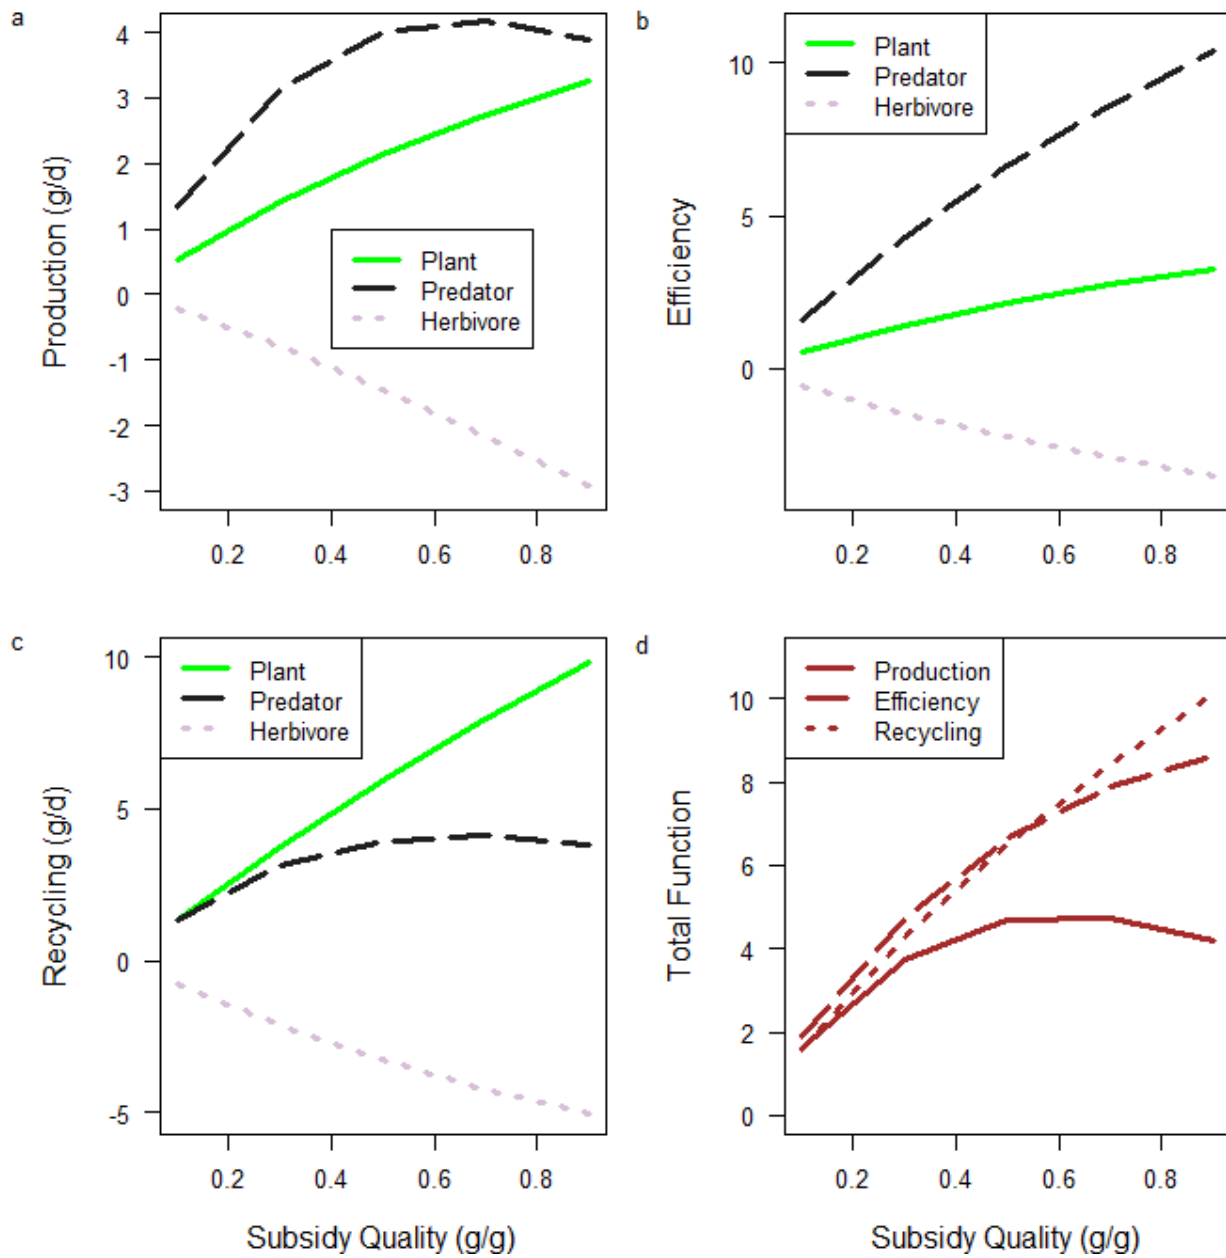 a
Production (g/d)
4
3
2
1
0
-1
-2
-3
Plant
Predator
Herbivore
0.2 0.4 0.6 0.8
b
Efficiency
10
5
0
Plant
Predator
Herbivore
0.2 0.4 0.6 0.8
c
Recycling (g/d)
10
5
0
-5
Plant
Predator
Herbivore
0.2 0.4 0.6 0.8
Subsidy Quality (g/g)
d
Total Function
10
8
6
4
2
0
Production
Efficiency
Recycling
0.2 0.4 0.6 0.8
Subsidy Quality (g/g)